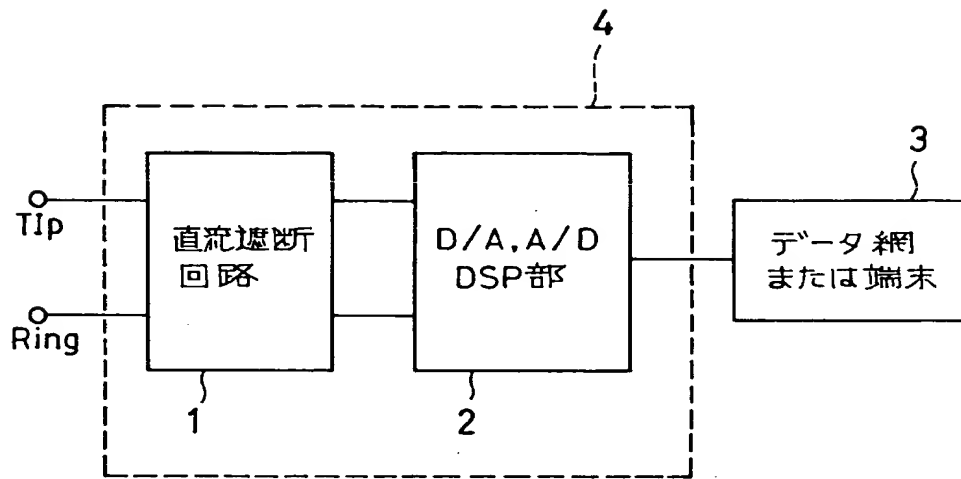 4
3
TIp
直流遮断
回路
D/A, A/D
DSP部
データ網
または端末
Ring
1
2